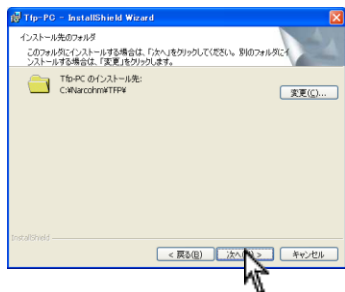 Tfp-PC - InstallShield Wizard
インストール先のフォルダ
このフォルダにインストールする場合は、「次へ」をクリックしてください。別のフォルダにイ
ンストールする場合は、「変更」をクリックします。
Tfp-PC のインストール先:
C:¥Marcohm¥TFP¥
変更(C)...
InstallShield
< 戻る(B)
次へ(N) >
キャンセル